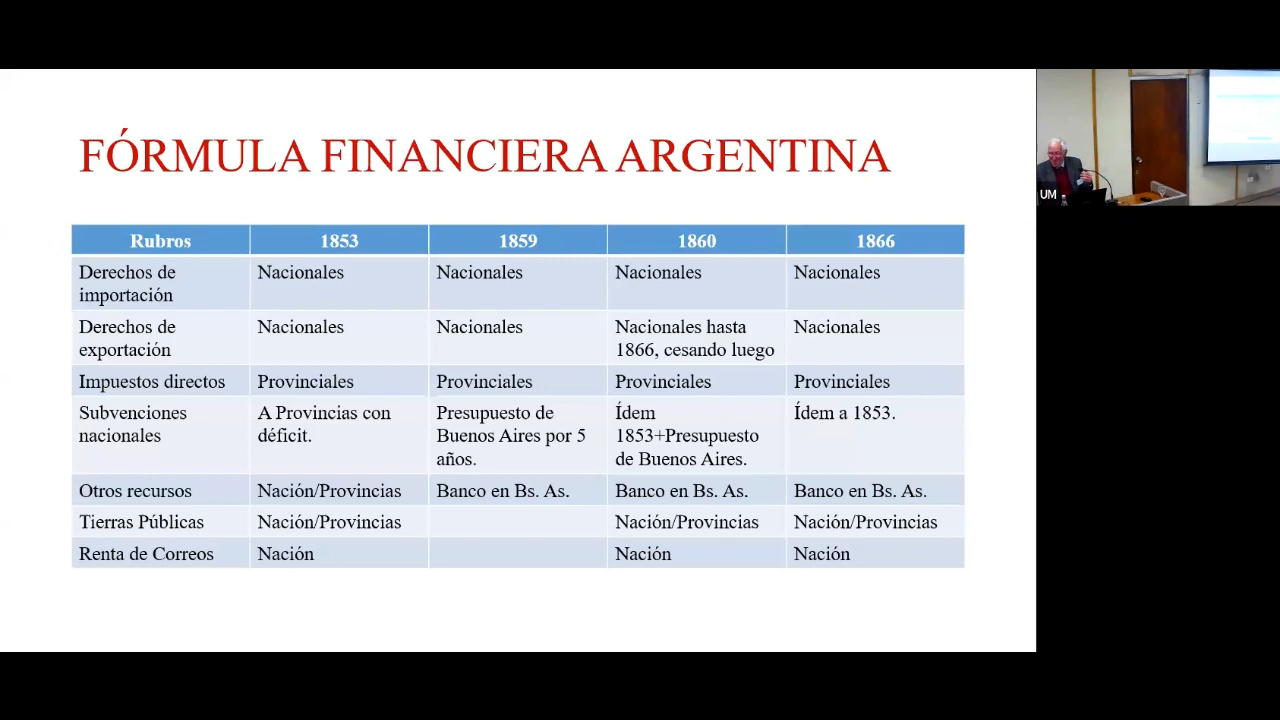 FÓRMULA FINANCIERA ARGENTINA
UM
Rubros 1853 1859 1860 1866
Derechos de importación Nacionales Nacionales Nacionales Nacionales
Derechos de exportación Nacionales Nacionales Nacionales hasta 1866, cesando luego Nacionales
Impuestos directos Provinciales Provinciales Provinciales Provinciales
Subvenciones nacionales A Provincias con déficit. Presupuesto de Buenos Aires por 5 años. Ídem 1853+Presupuesto de Buenos Aires. Ídem a 1853.
Otros recursos Nación/Provincias Banco en Bs. As. Banco en Bs. As. Banco en Bs. As.
Tierras Públicas Nación/Provincias Nación/Provincias Nación/Provincias
Renta de Correos Nación Nación Nación